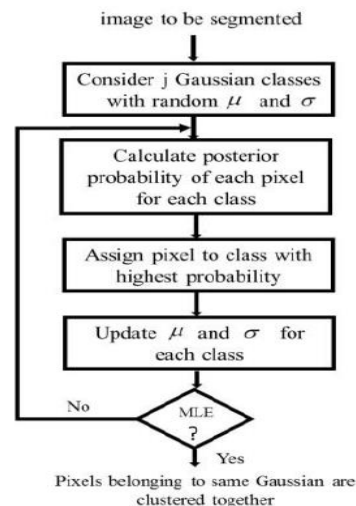 image to be segmented
Consider j Gaussian classes
with random μ and σ
Calculate posterior
probability of each pixel
for each class
Assign pixel to class with
highest probability
Update μ and σ for
each class
No
MLE
?
Yes
Pixels belonging to same Gaussian are
clustered together